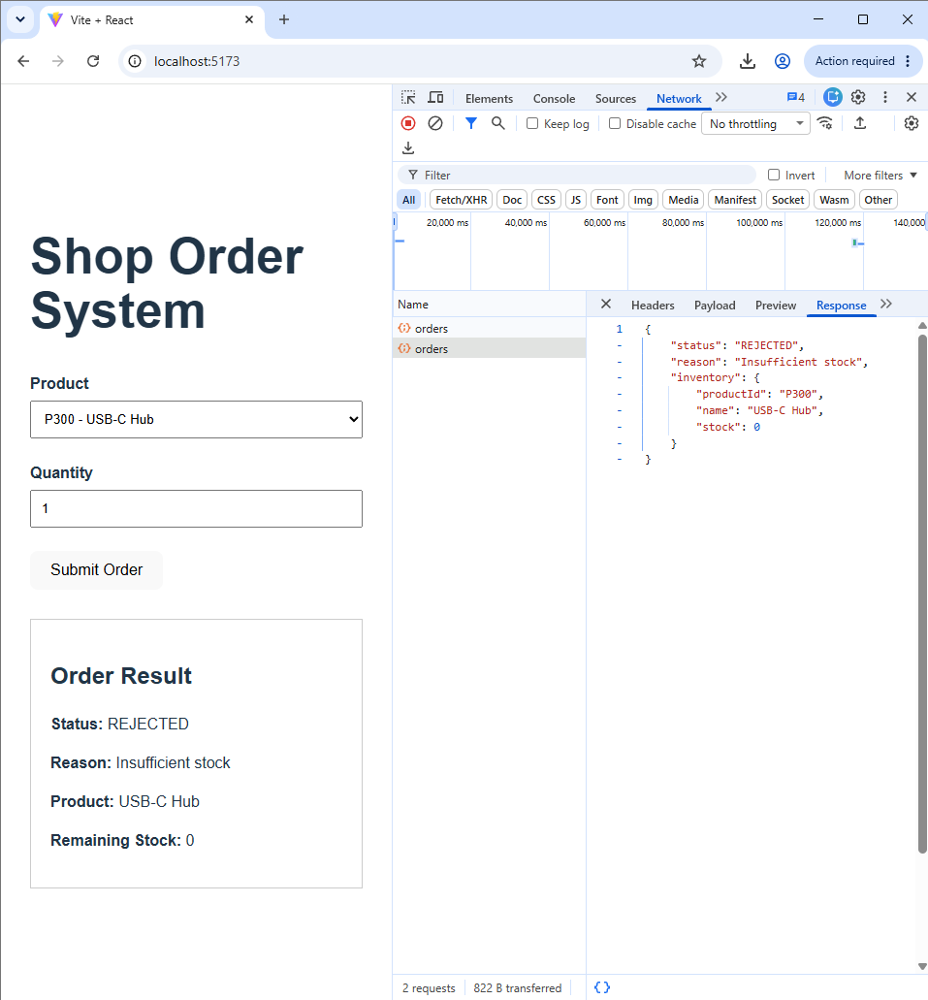 Vite + React
localhost:5173
Action required
Shop Order
System
Product
P300 - USB-C Hub
Quantity
1
Submit Order
Order Result
Status: REJECTED
Reason: Insufficient stock
Product: USB-C Hub
Remaining Stock: 0
Elements Console Sources Network 4
Keep log Disable cache No throttling
Filter Invert More filters
All Fetch/XHR Doc CSS JS Font Img Media Manifest Socket Wasm Other
20,000 ms 40,000 ms 60,000 ms 80,000 ms 100,000 ms 120,000 ms 140,000
Name
orders
orders
Headers Payload Preview Response
1 {
- "status": "REJECTED",
- "reason": "Insufficient stock",
- "inventory": {
- "productId": "P300",
- "name": "USB-C Hub",
- "stock": 0
- }
- }
2 requests 822 B transferred { }